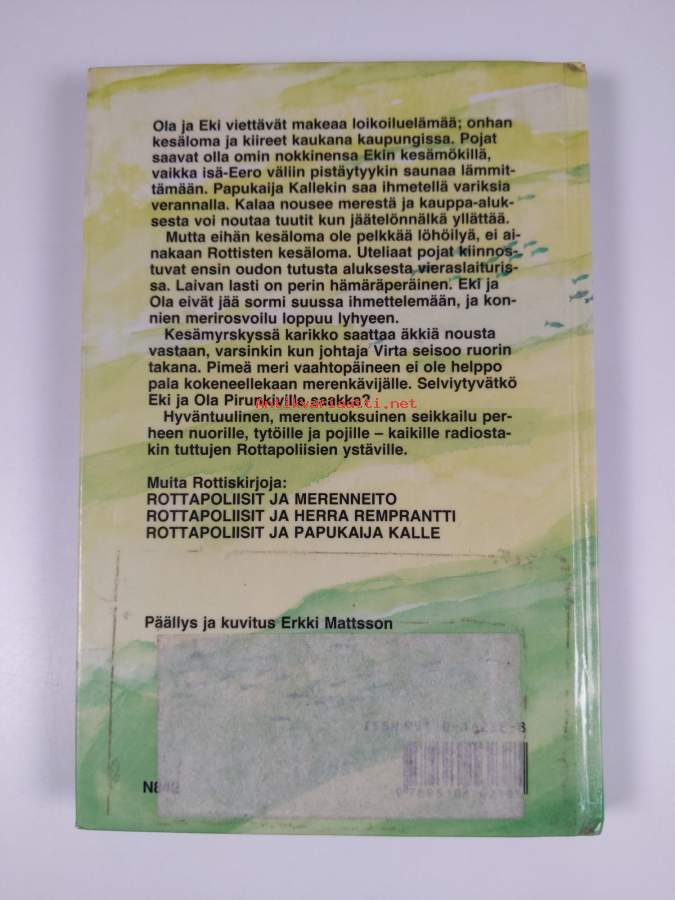 Ola ja Eki viettävät makeaa loikoiluelämää; onhan
kesäloma ja kiireet kaukana kaupungissa. Pojat
saavat olla omin nokkinensa Ekin kesämökillä,
vaikka isä-Eero väliin pistäytyykin saunaa lämmit-
tämään. Papukaija Kallekin saa ihmetellä variksia
verannalla. Kalaa nousee merestä ja kauppa-aluk-
sesta voi noutaa tuutit kun jäätelönnälkä yllättää.
Mutta eihän kesäloma ole pelkkää löhöilyä, ei ai-
nakaan Rottisten kesäloma. Uteliaat pojat kiinnos-
tuvat ensin oudon tutusta aluksesta vieraslaituris-
sa. Laivan lasti on perin hämäräperäinen. Eki ja
Ola eivät jää sormi suussa ihmettelemään, ja kon-
nien merirosvoilu loppuu lyhyeen.
Kesämyrskyssä karikko saattaa äkkiä nousta
vastaan, varsinkin kun johtaja Virta seisoo ruorin
takana. Pimeä meri vaahtopäineen ei ole helppo
pala kokeneellekaan merenkävijälle. Selviytyvätkö
Eki ja Ola Pirunkiville saakka?
Antikvariaatti.net
Hyväntuulinen, merentuoksuinen seikkailu per-
heen nuorille, tytöille ja pojille – kaikille radiosta-
kin tuttujen Rottapoliisien ystäville.
Muita Rottiskirjoja:
ROTTAPOLIISIT JA MERENNEITO
ROTTAPOLIISIT JA HERRA REMPRANTTI
ROTTAPOLIISIT JA PAPUKAIJA KALLE
Päällys ja kuvitus Erkki Mattsson